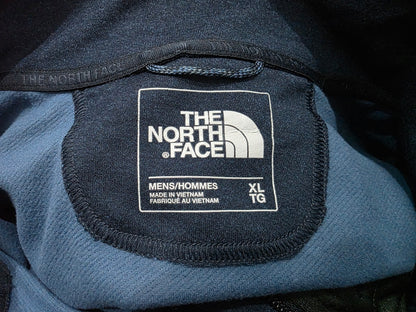 THE NORTH FACE
THE
NORTH
®FACE
MENS/HOMMES
MADE IN VIETNAM
FABRIQUÉ AU VIETNAM
XL
TG